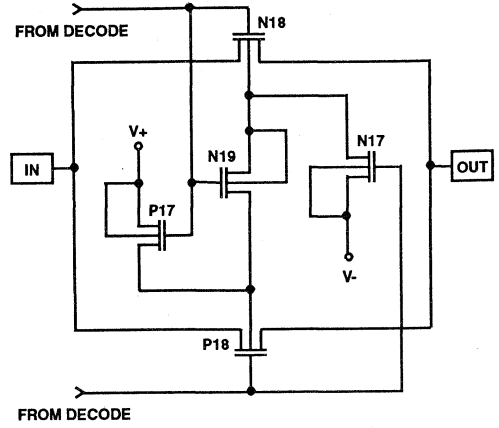 FROM DECODE
N18
V+
N19
N17
IN
OUT
P17
V-
P18
FROM DECODE